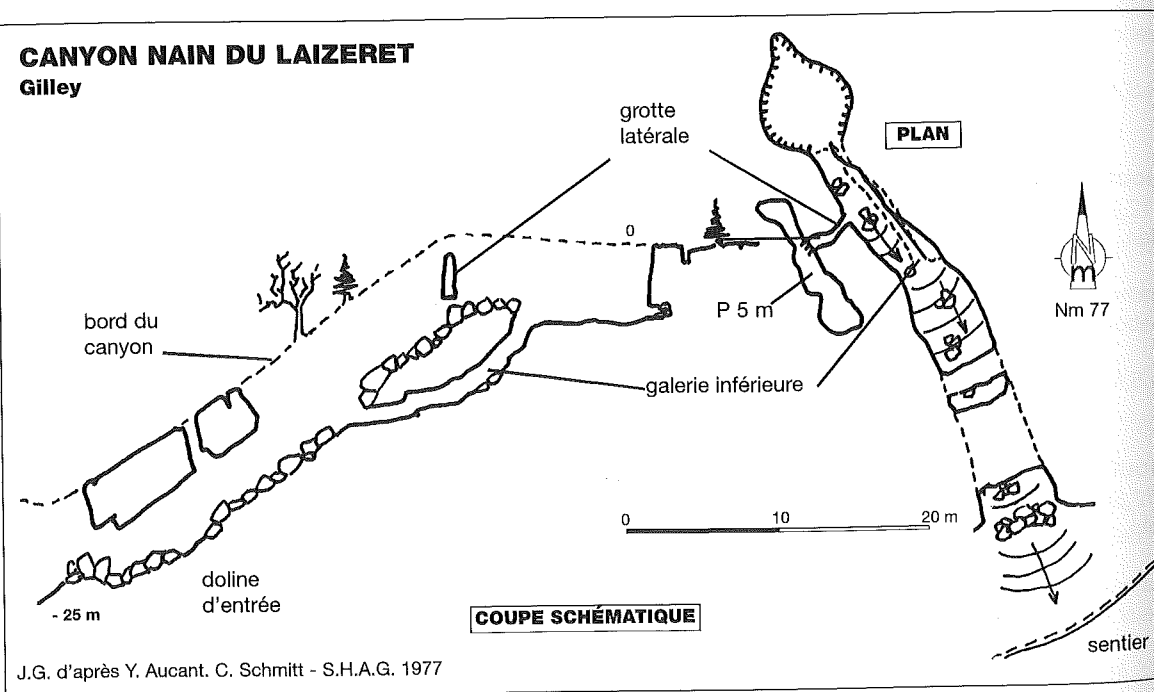 CANYON NAIN DU LAIZERET
Gilley
grotte
latérale
PLAN
0
P 5 m
Nm 77
bord du
canyon
galerie inférieure
0 10 20 m
doline
d'entrée
- 25 m
COUPE SCHÉMATIQUE
sentier
J.G. d'après Y. Aucant. C. Schmitt - S.H.A.G. 1977